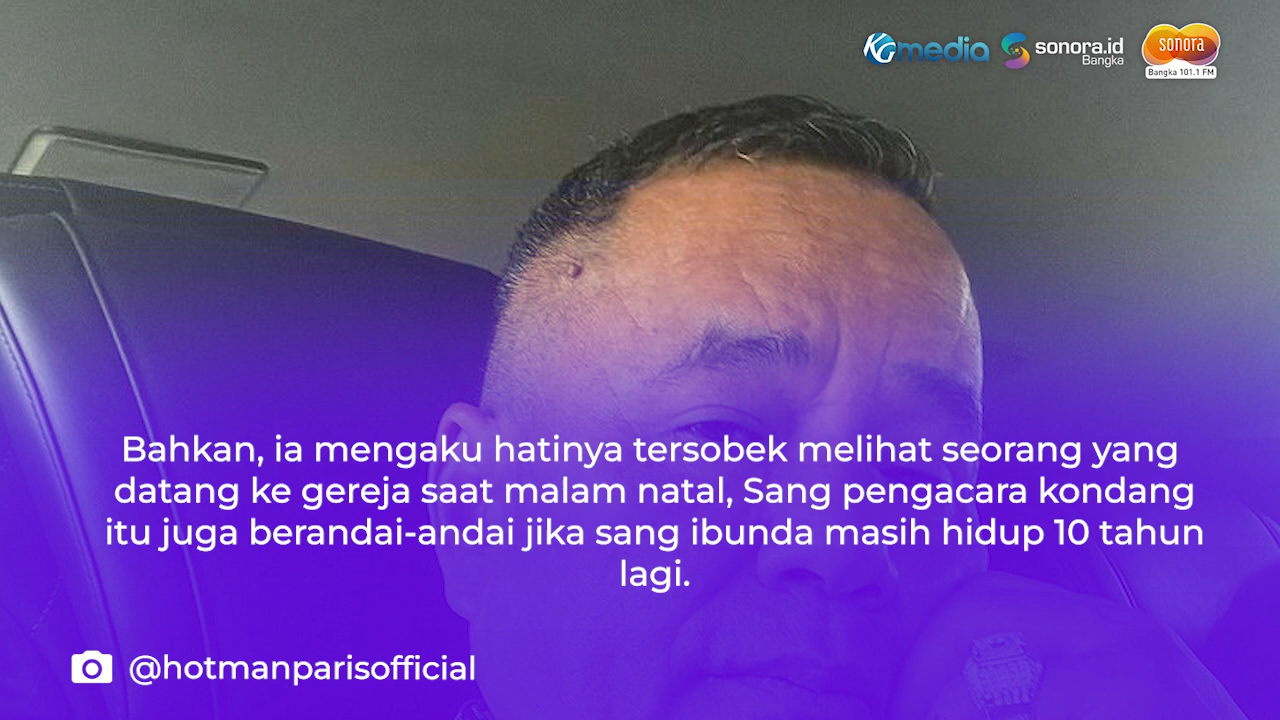 KG media
sonora.id
Bangka
sonora
Bangka 101.1 FM
Bahkan, ia mengaku hatinya tersobek melihat seorang yang
datang ke gereja saat malam natal, Sang pengacara kondang
itu juga berandai-andai jika sang ibunda masih hidup 10 tahun
lagi.
@hotmanparisofficial